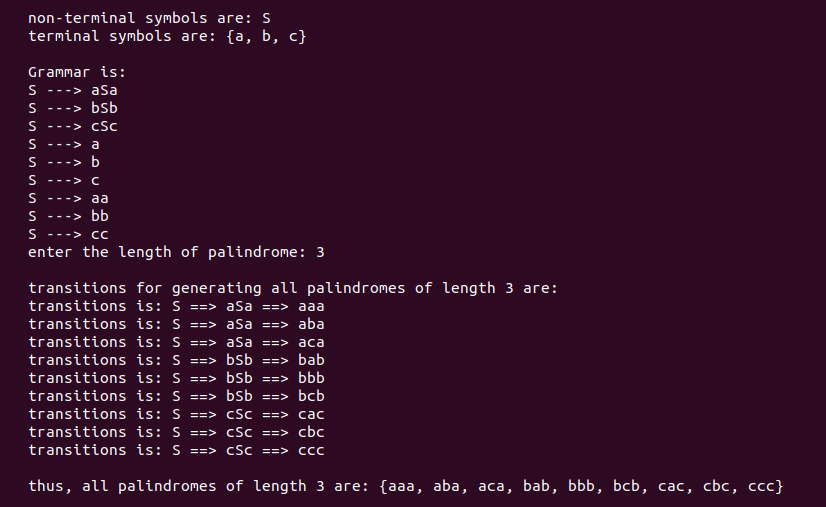 non-terminal symbols are: S
terminal symbols are: {a, b, c}
Grammar is:
S ---> aSa
S ---> bSb
S ---> cSc
S ---> a
S ---> b
S ---> c
S ---> aa
S ---> bb
S ---> cc
enter the length of palindrome: 3
transitions for generating all palindromes of length 3 are:
transitions is: S ==> aSa ==> aaa
transitions is: S ==> aSa ==> aba
transitions is: S ==> aSa ==> aca
transitions is: S ==> bSb ==> bab
transitions is: S ==> bSb ==> bbb
transitions is: S ==> bSb ==> bcb
transitions is: S ==> cSc ==> cac
transitions is: S ==> cSc ==> cbc
transitions is: S ==> cSc ==> ccc
thus, all palindromes of length 3 are: {aaa, aba, aca, bab, bbb, bcb, cac, cbc, ccc}